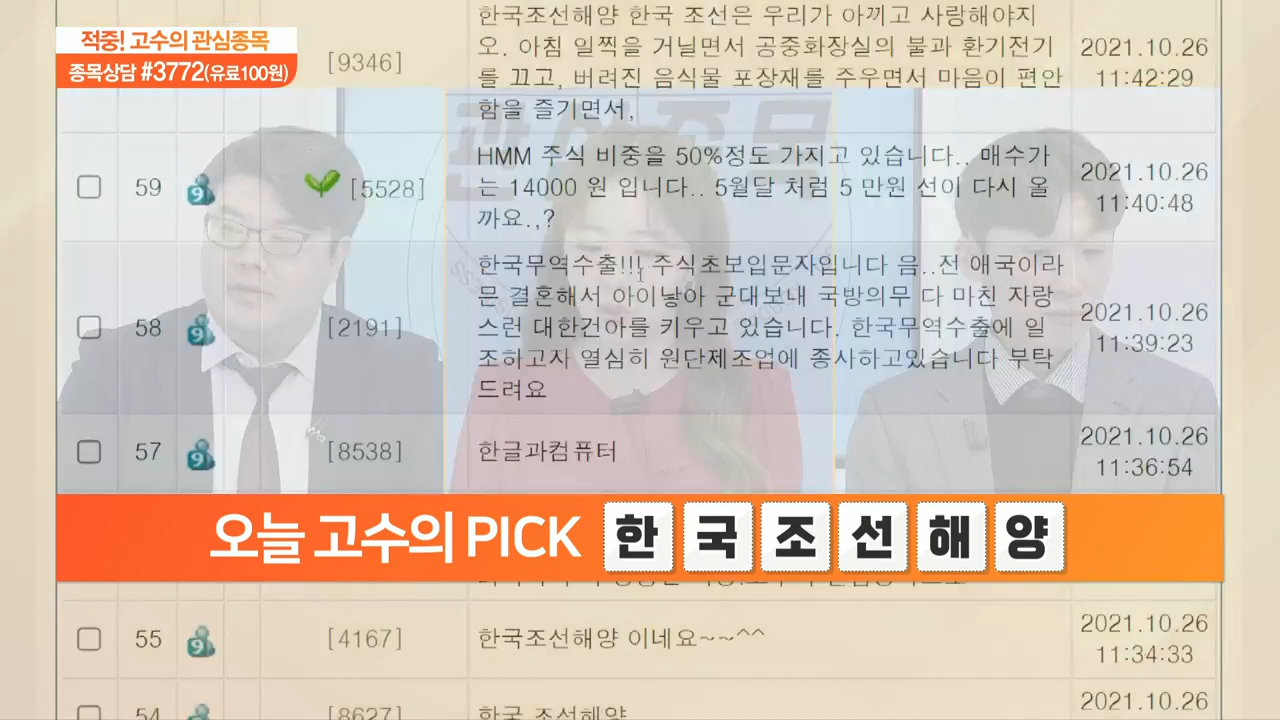 적중! 고수의 관심종목
종목상담 #3772(유료100원)
[9346]
한국조선해양 한국 조선은 우리가 아끼고 사랑해야지
오. 아침 일찍을 거닐면서 공중화장실의 불과 환기전기
를 끄고, 버려진 음식물 포장재를 주우면서 마음이 편안
함을 즐기면서,
2021.10.26
11:42:29
59
[5528]
HMM 주식 비중을 50%정도 가지고 있습니다.. 매수가
는 14000 원 입니다.. 5월달 처럼 5 만원 선이 다시 올
까요.,?
2021.10.26
11:40:48
58
[2191]
한국무역수출!!! 주식초보입문자입니다 음..전 애국이라
믄 결혼해서 아이낳아 군대보내 국방의무 다 마친 자랑
스런 대한건아를 키우고 있습니다. 한국무역수출에 일
조하고자 열심히 원단제조업에 종사하고있습니다 부탁
드려요
2021.10.26
11:39:23
57
[8538]
한글과컴퓨터
2021.10.26
11:36:54
오늘 고수의 PICK 한국조선해양
55
[4167]
한국조선해양 이네요~~^^
2021.10.26
11:34:33
54
[8627]
한국 조선해양
2021.10.26